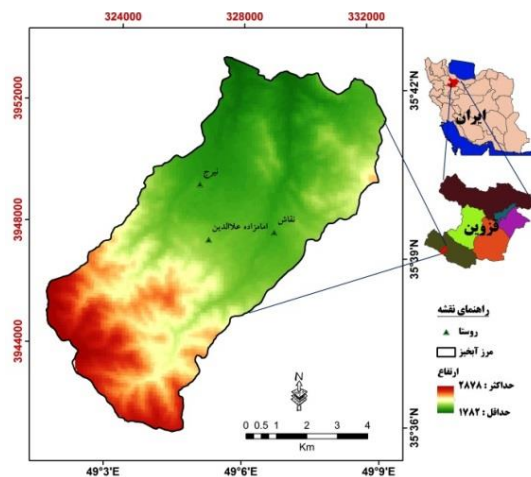 324000 328000 332000
3952000
3948000
3944000
35°42'N
35°39'N
35°36'N
49°3'E 49°6'E 49°9'E
نیرج
نقاش
امامزاده علاالدین
N
0 0.5 1 2 3 4
Km
ایران
قزوین
راهنمای نقشه
روستا
مرز آبخیز
ارتفاع
حداکثر : ۲۸۷۸
حداقل : ۱۷۸۲